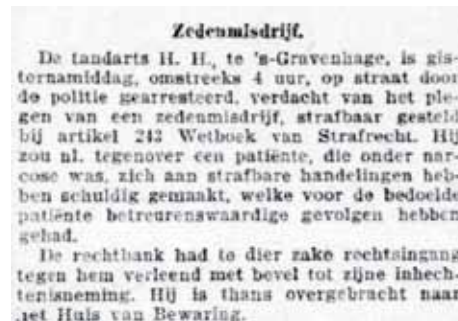 Zedenmisdrijf.
De tandarts H. H., te 's-Gravenhage, is gis-
ternamiddag, omstreeks 4 uur, op straat door
de politie gearresteerd, verdacht van het ple-
gen van een zedenmisdrijf, strafbaar gesteld
bij artikel 243 Wetboek van Strafrecht. Hij
zou nl. tegenover een patiënte, die onder nar-
cose was, zich aan strafbare handelingen heb-
ben schuldig gemaakt, welke voor de bedoelde
patiënte betreurenswaardige gevolgen hebben
gehad.
De rechtbank had te dier zake rechtsingang
tegen hem verleend met bevel tot zijne inhech-
tenisneming. Hij is thans overgebracht naar
het Huis van Bewaring.